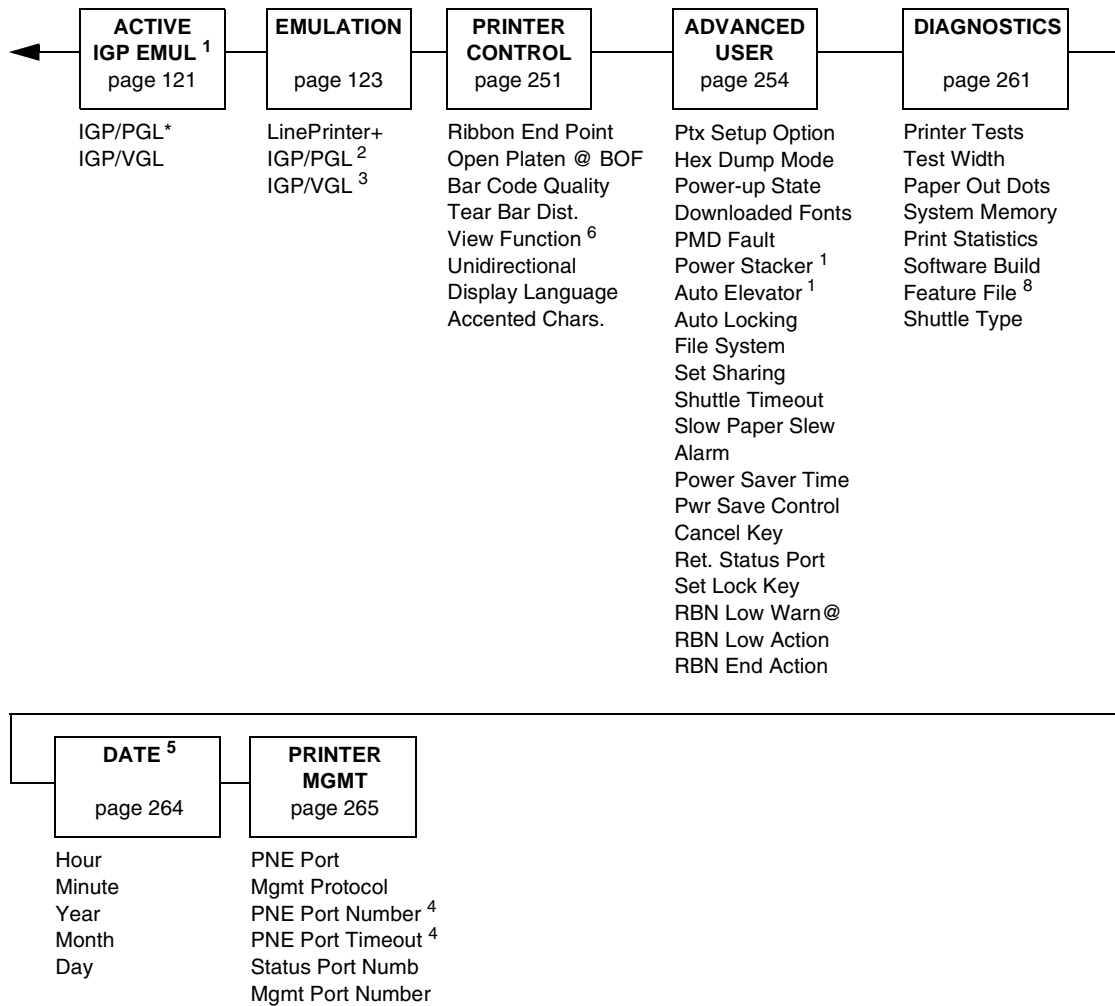 ACTIVE
IGP EMUL 1
page 121
IGP/PGL*
IGP/VGL
EMULATION
page 123
LinePrinter+
IGP/PGL 2
IGP/VGL 3
PRINTER
CONTROL
page 251
Ribbon End Point
Open Platen @ BOF
Bar Code Quality
Tear Bar Dist.
View Function 6
Unidirectional
Display Language
Accented Chars.
ADVANCED
USER
page 254
Ptx Setup Option
Hex Dump Mode
Power-up State
Downloaded Fonts
PMD Fault
Power Stacker 1
Auto Elevator 1
Auto Locking
File System
Set Sharing
Shuttle Timeout
Slow Paper Slew
Alarm
Power Saver Time
Pwr Save Control
Cancel Key
Ret. Status Port
Set Lock Key
RBN Low Warn@
RBN Low Action
RBN End Action
DIAGNOSTICS
page 261
Printer Tests
Test Width
Paper Out Dots
System Memory
Print Statistics
Software Build
Feature File 8
Shuttle Type
DATE 5
page 264
Hour
Minute
Year
Month
Day
PRINTER
MGMT
page 265
PNE Port
Mgmt Protocol
PNE Port Number 4
PNE Port Timeout 4
Status Port Numb
Mgmt Port Number